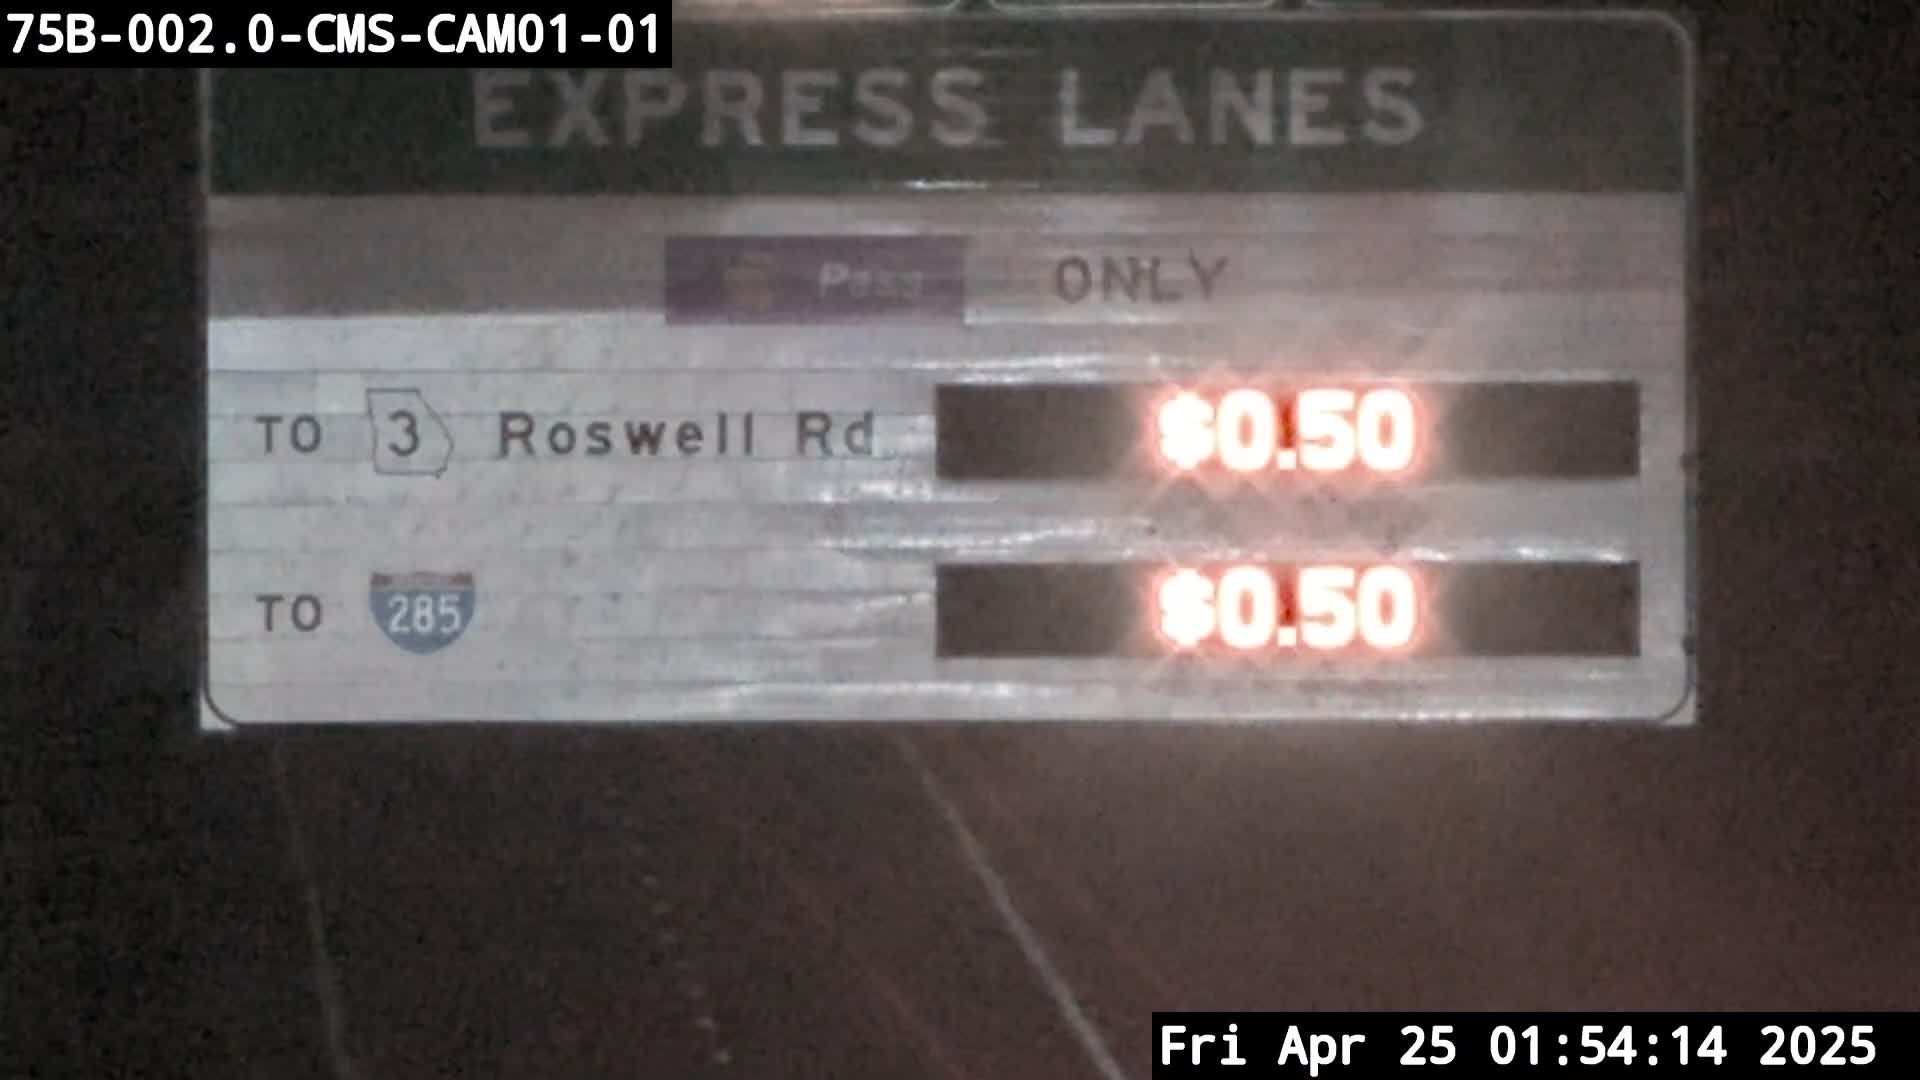 75B-002.0-CMS-CAM01-01
EXPRESS LANES
Pass ONLY
TO 3 Roswell Rd $0.50
TO 285 $0.50
Fri Apr 25 01:54:14 2025